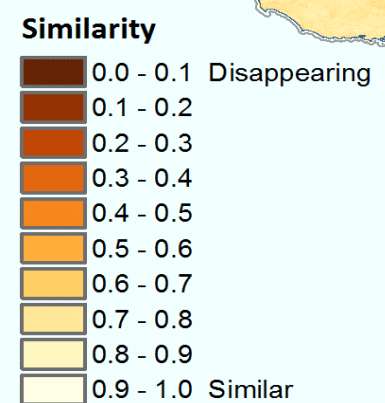 Similarity
0.0 - 0.1 Disappearing
0.1 - 0.2
0.2 - 0.3
0.3 - 0.4
0.4 - 0.5
0.5 - 0.6
0.6 - 0.7
0.7 - 0.8
0.8 - 0.9
0.9 - 1.0 Similar